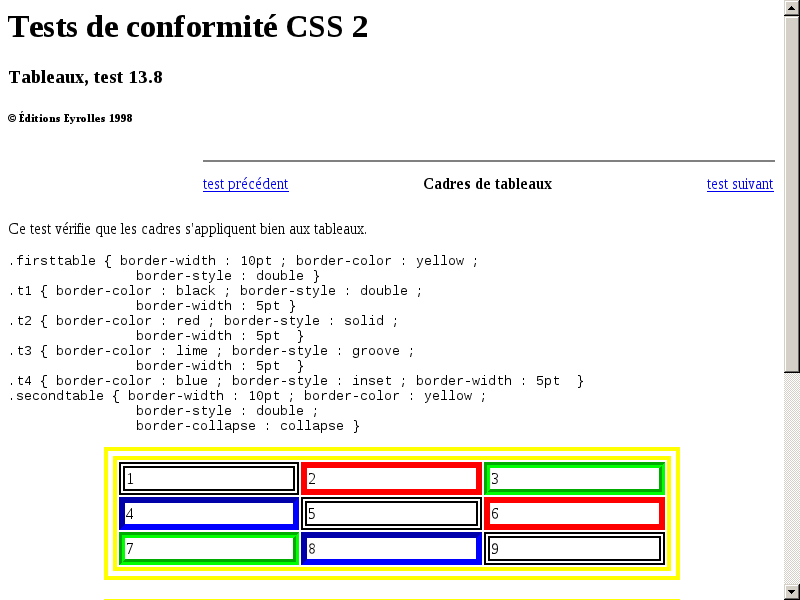 Tests de conformité CSS 2
Tableaux, test 13.8
© Éditions Eyrolles 1998
test précédent Cadres de tableaux test suivant
Ce test vérifie que les cadres s'appliquent bien aux tableaux.
.firsttable { border-width : 10pt ; border-color : yellow ;
border-style : double }
.t1 { border-color : black ; border-style : double ;
border-width : 5pt }
.t2 { border-color : red ; border-style : solid ;
border-width : 5pt  }
.t3 { border-color : lime ; border-style : groove ;
border-width : 5pt  }
.t4 { border-color : blue ; border-style : inset ; border-width : 5pt  }
.secondtable { border-width : 10pt ; border-color : yellow ;
border-style : double ;
border-collapse : collapse }
1 2 3
4 5 6
7 8 9